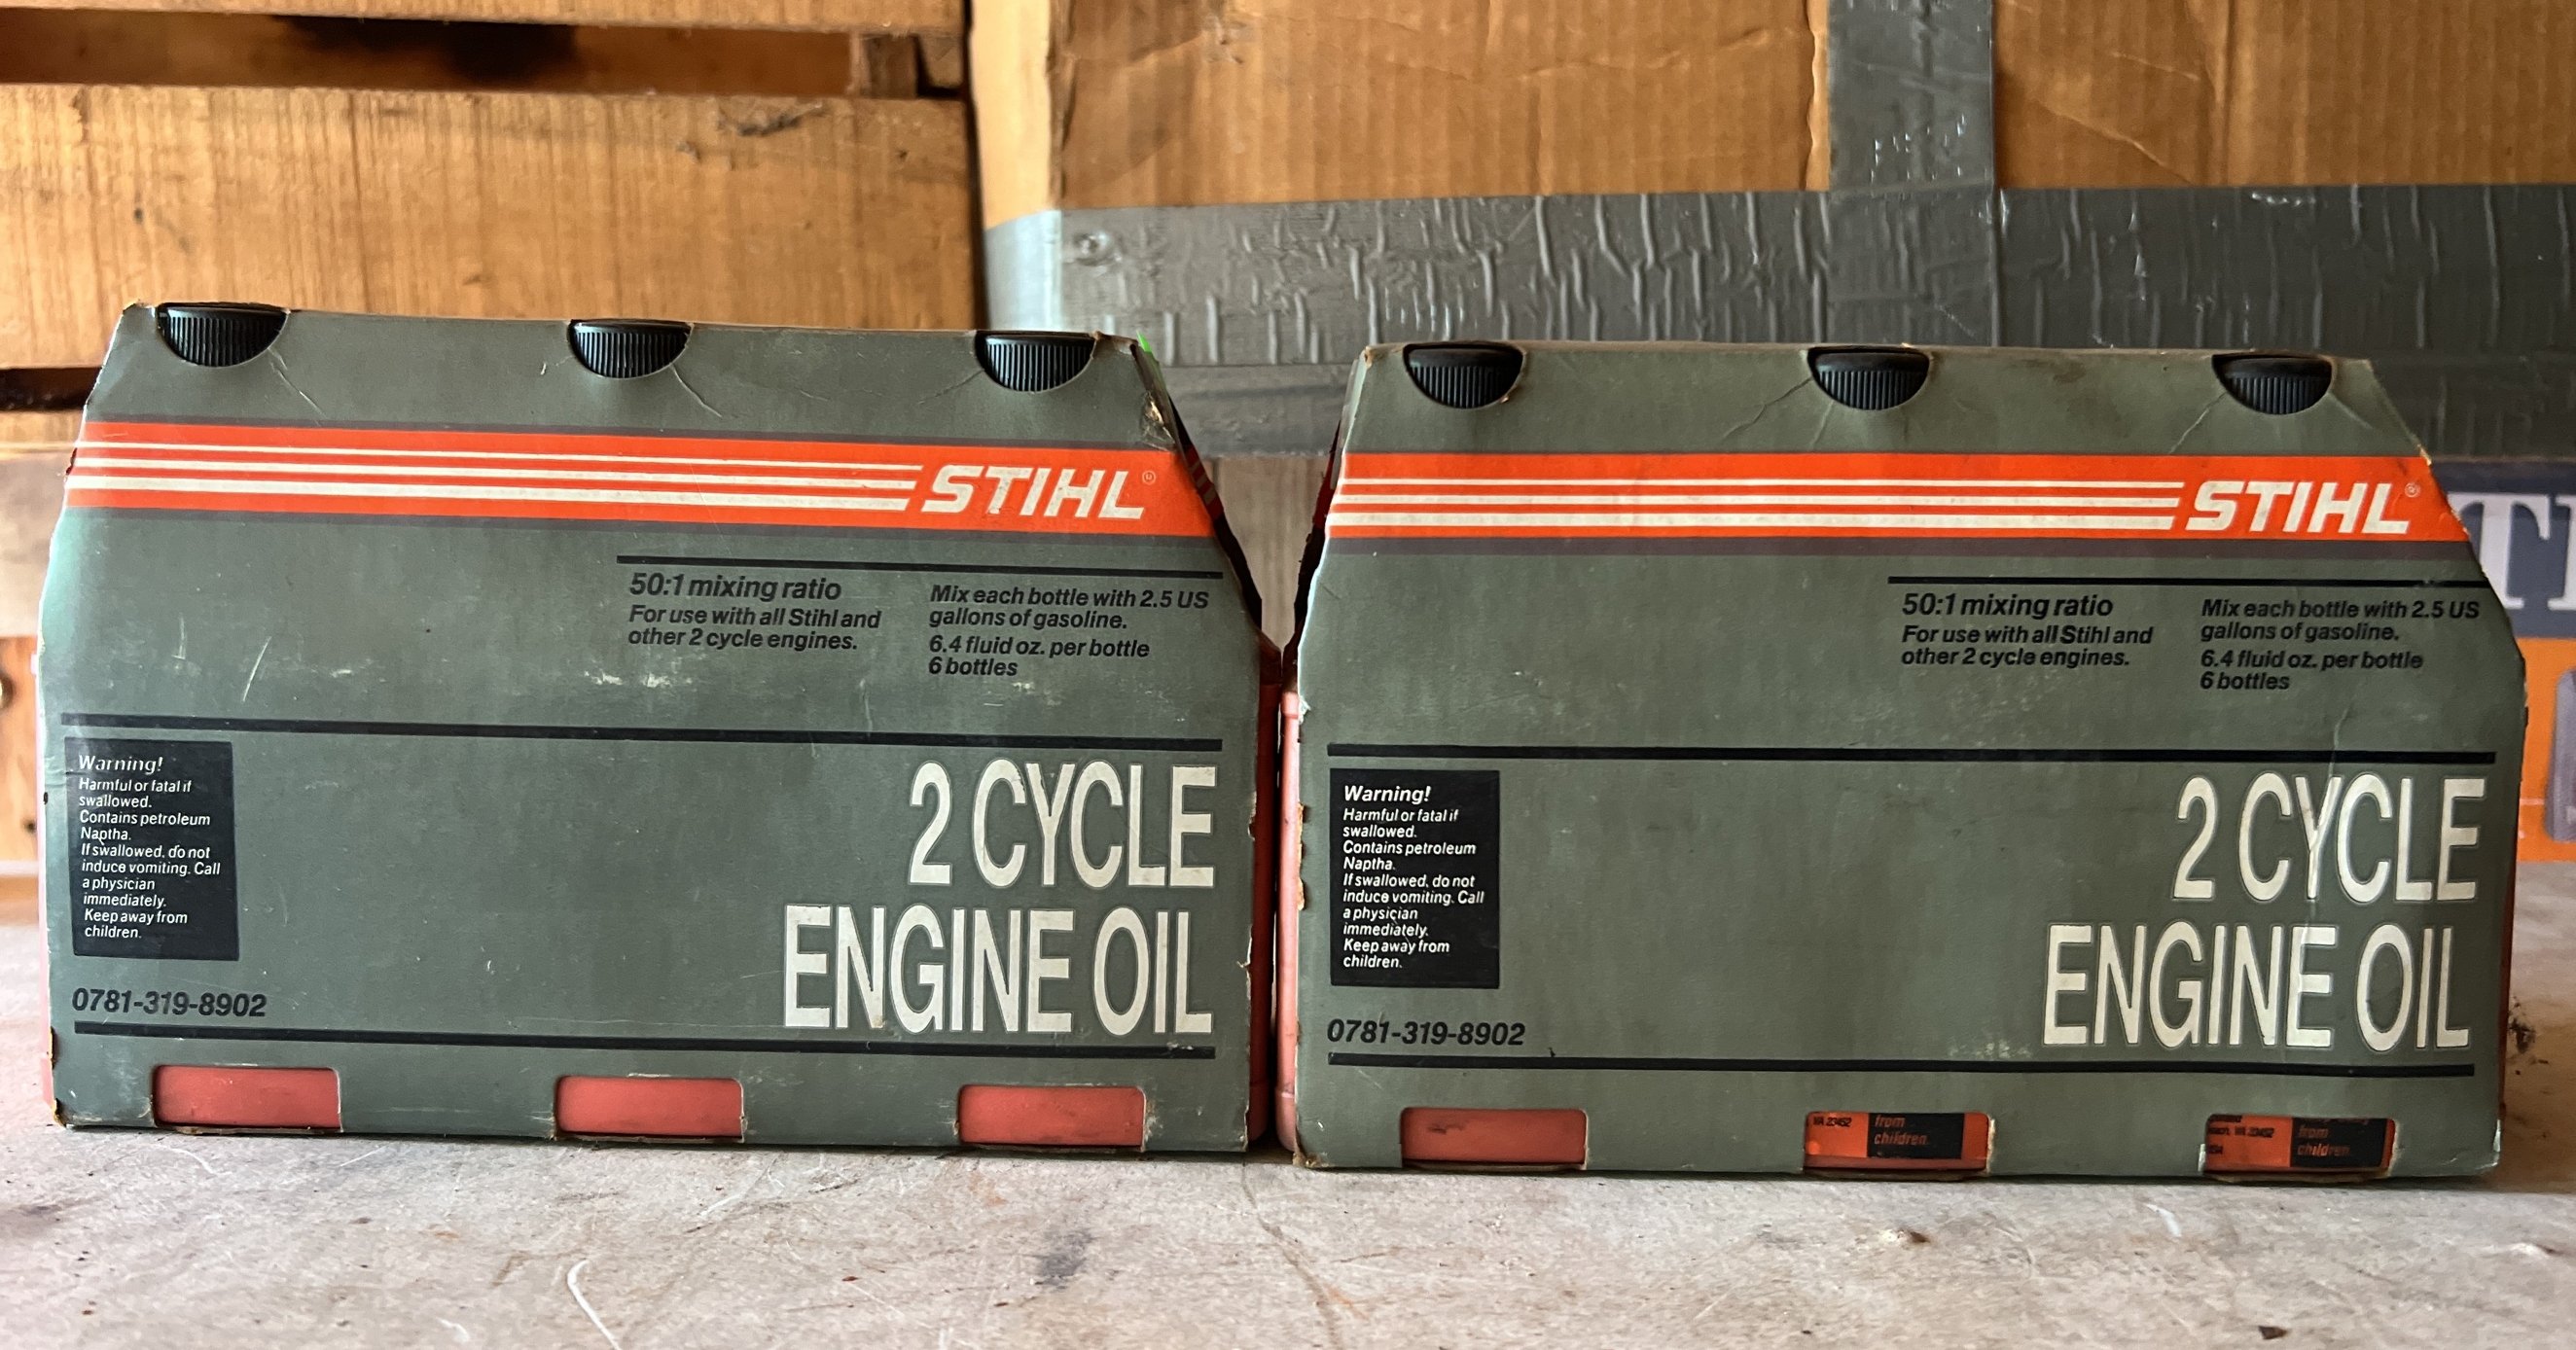 STIHL®
50:1 mixing ratio
For use with all Stihl and
other 2 cycle engines.
Mix each bottle with 2.5 US
gallons of gasoline.
6.4 fluid oz. per bottle
6 bottles
Warning!
Harmful or fatal if
swallowed.
Contains petroleum
Naptha.
If swallowed, do not
induce vomiting. Call
a physician
immediately.
Keep away from
children.
2 CYCLE
ENGINE OIL
0781-319-8902
STIHL®
50:1 mixing ratio
For use with all Stihl and
other 2 cycle engines.
Mix each bottle with 2.5 US
gallons of gasoline.
6.4 fluid oz. per bottle
6 bottles
Warning!
Harmful or fatal if
swallowed.
Contains petroleum
Naptha.
If swallowed, do not
induce vomiting. Call
a physician
immediately.
Keep away from
children.
2 CYCLE
ENGINE OIL
0781-319-8902
VA 23452
from
children.
VA 23452
from
children.